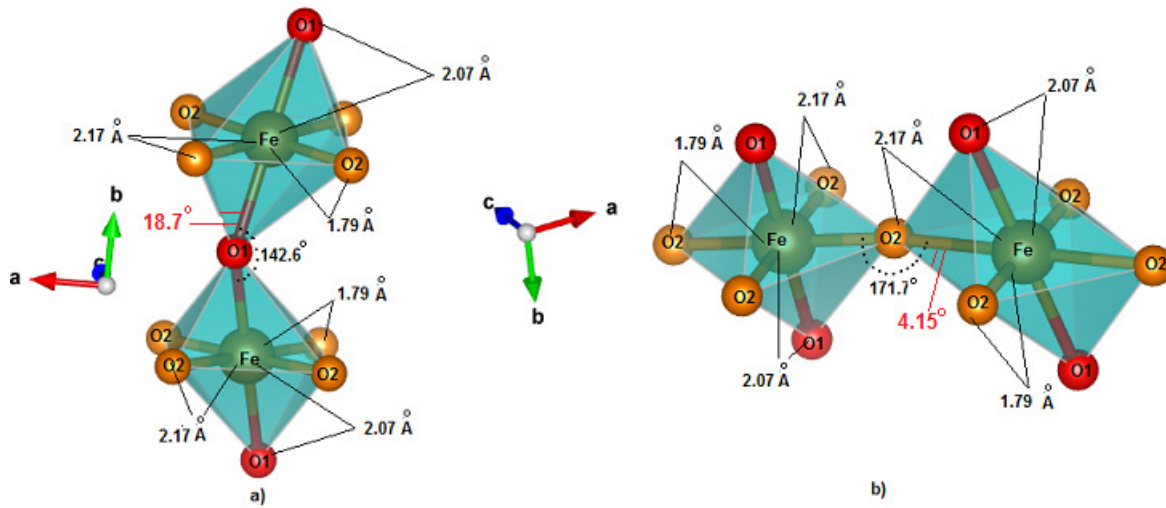 O1
2.07 Å
O2
Fe
2.17 Å
O2
1.79 Å
18.7°
b
a
c
O1
142.6°
1.79 Å
O2
Fe
O2
O2
2.17 Å
2.07 Å
O1
a)
2.17 Å
2.07 Å
1.79 Å
O1
2.17 Å
O1
O2
O2
c
a
b
O2
Fe
O2
Fe
O2
O2
171.7°
4.15°
O2
O1
O1
2.07 Å
1.79 Å
b)